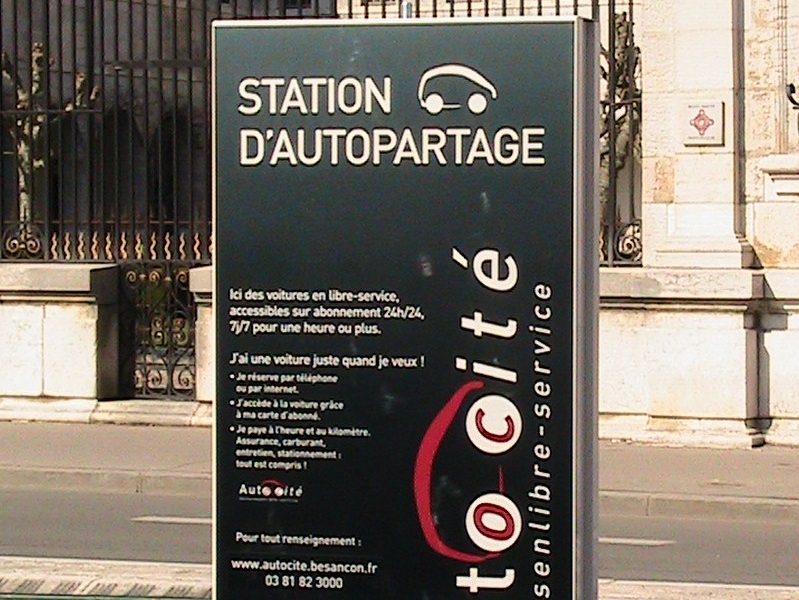 STATION
D'AUTOPARTAGE
Ici des voitures en libre-service,
accessibles sur abonnement 24h/24,
7j/7 pour une heure ou plus.
J'ai une voiture juste quand je veux !
• Je réserve par téléphone
ou par internet.
• J'accède à la voiture grâce
à ma carte d'abonné.
• Je paye à l'heure et au kilomètre.
Assurance, carburant,
entretien, stationnement :
tout est compris !
Auto cité
Pour tout renseignement :
www.autocite.besancon.fr
03 81 82 3000
to cité
senlibre-service